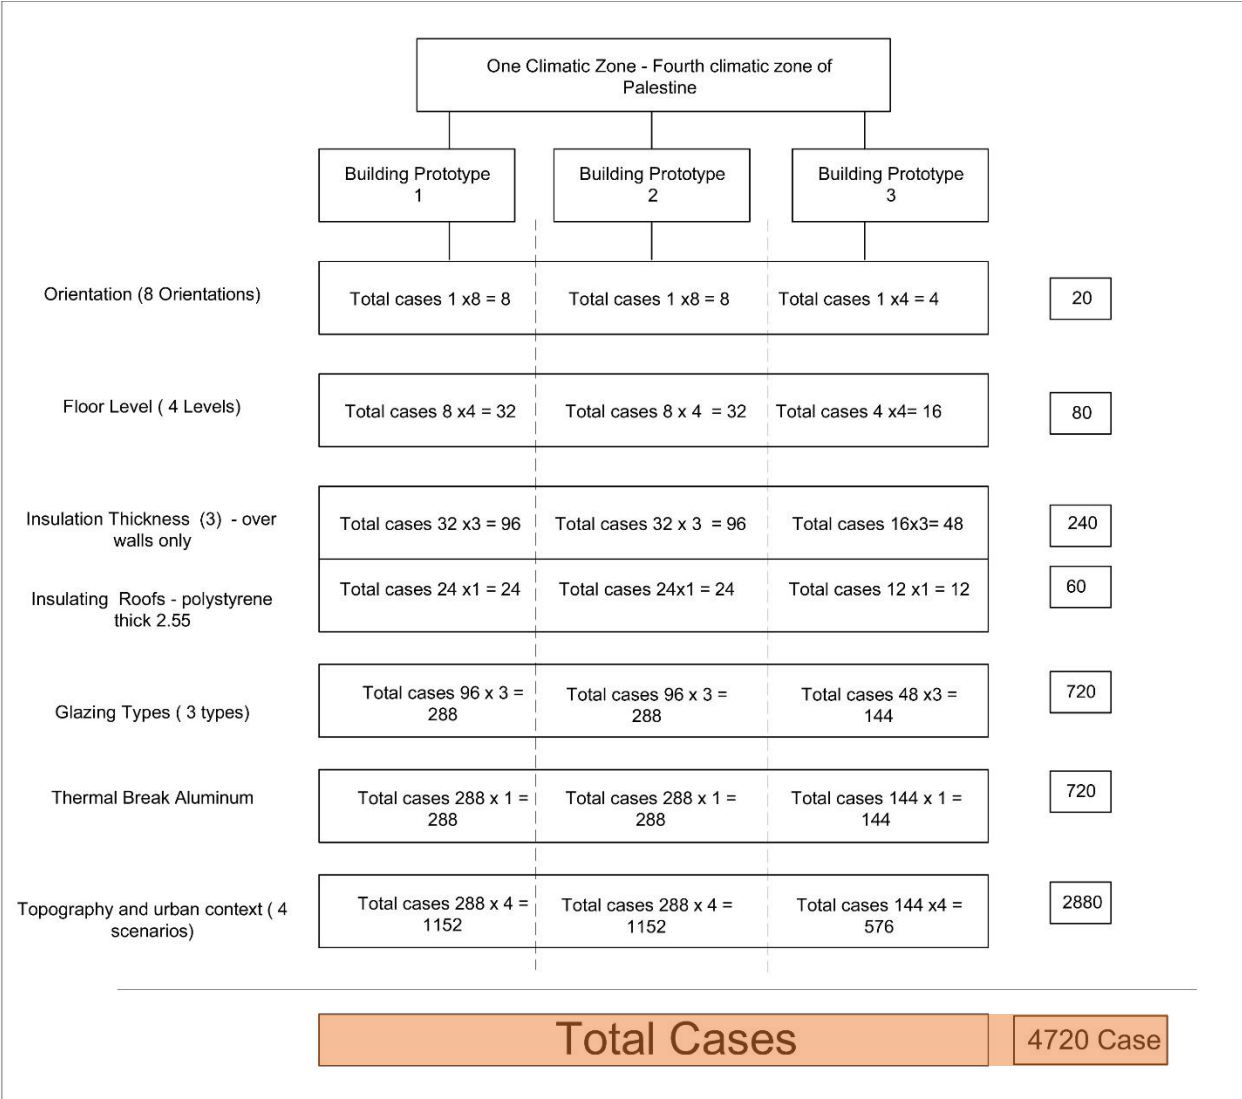 One Climatic Zone - Fourth climatic zone of
Palestine
Building Prototype
1
Building Prototype
2
Building Prototype
3
Orientation (8 Orientations)
Total cases 1 x8 = 8
Total cases 1 x8 = 8
Total cases 1 x4 = 4
20
Floor Level ( 4 Levels)
Total cases 8 x4 = 32
Total cases 8 x 4 = 32
Total cases 4 x4= 16
80
Insulation Thickness (3) - over
walls only
Total cases 32 x3 = 96
Total cases 32 x 3 = 96
Total cases 16x3= 48
240
Insulating Roofs - polystyrene
thick 2.55
Total cases 24 x1 = 24
Total cases 24x1 = 24
Total cases 12 x1 = 12
60
Glazing Types ( 3 types)
Total cases 96 x 3 =
288
Total cases 96 x 3 =
288
Total cases 48 x3 =
144
720
Thermal Break Aluminum
Total cases 288 x 1 =
288
Total cases 288 x 1 =
288
Total cases 144 x 1 =
144
720
Topography and urban context ( 4
scenarios)
Total cases 288 x 4 =
1152
Total cases 288 x 4 =
1152
Total cases 144 x4 =
576
2880
Total Cases
4720 Case